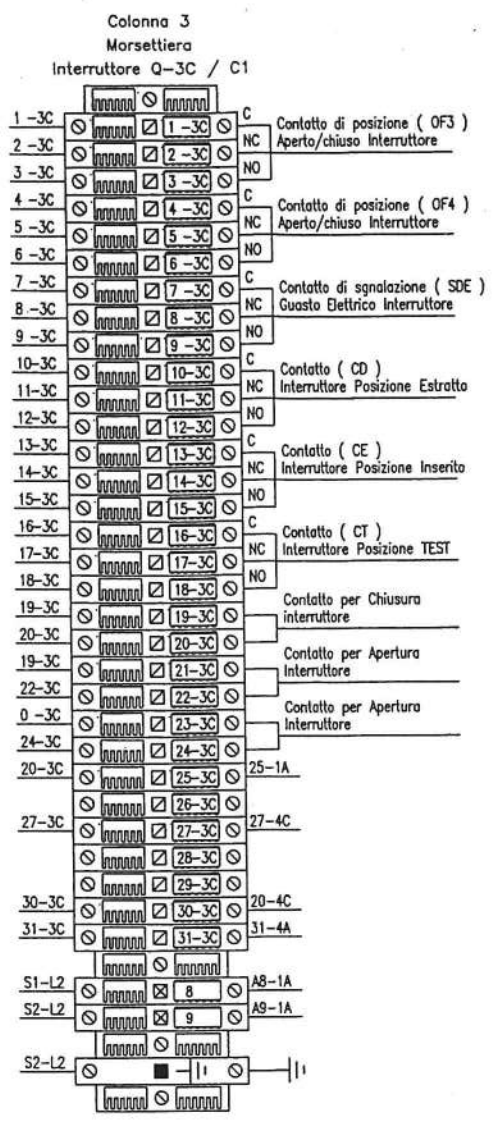 Colonna 3
Morsettiera
Interruttore Q-3C / C1
1 -3C 1 -3C C Contatto di posizione ( OF3 )
2 -3C 2 -3C NC Aperto/chiuso Interruttore
3 -3C 3 -3C NO
4 -3C 4 -3C C Contatto di posizione ( OF4 )
5 -3C 5 -3C NC Aperto/chiuso Interruttore
6 -3C 6 -3C NO
7 -3C 7 -3C C Contatto di sgnalazione ( SDE )
8 -3C 8 -3C NC Guasto Elettrico Interruttore
9 -3C 9 -3C NO
10-3C 10-3C C Contatto ( CD )
11-3C 11-3C NC Interruttore Posizione Estratto
12-3C 12-3C NO
13-3C 13-3C C Contatto ( CE )
14-3C 14-3C NC Interruttore Posizione Inserito
15-3C 15-3C NO
16-3C 16-3C C Contatto ( CT )
17-3C 17-3C NC Interruttore Posizione TEST
18-3C 18-3C NO
19-3C 19-3C Contatto per Chiusura
20-3C 20-3C interruttore
19-3C 21-3C Contatto per Apertura
22-3C 22-3C Interruttore
0 -3C 23-3C Contatto per Apertura
24-3C 24-3C Interruttore
20-3C 25-3C 25-1A
26-3C
27-3C 27-3C 27-4C
28-3C
29-3C
30-3C 30-3C 20-4C
31-3C 31-3C 31-4A
S1-L2 8 A8-1A
S2-L2 9 A9-1A
S2-L2